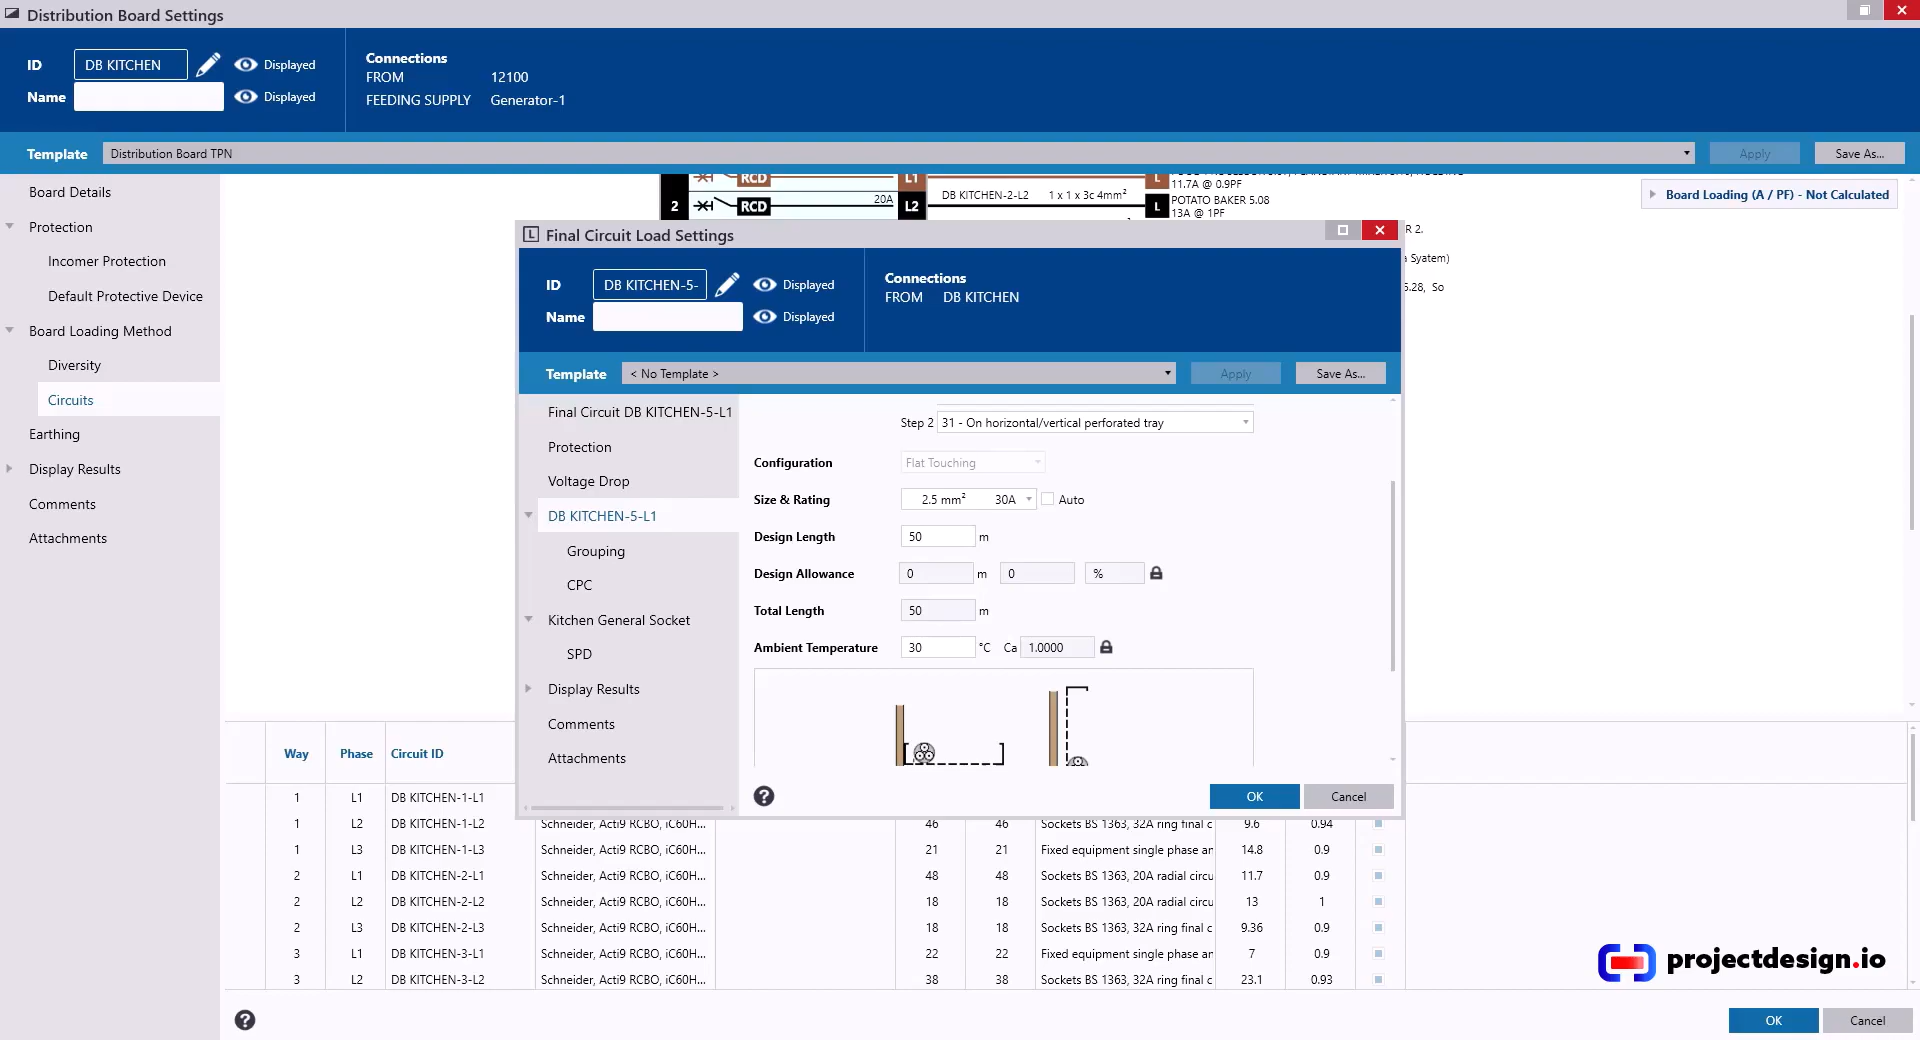 Distribution Board Settings
ID DB KITCHEN Displayed
Name Displayed
Connections
FROM 12100
FEEDING SUPPLY Generator-1
Template Distribution Board TPN Apply Save As...
Board Details
Protection
Incomer Protection
Default Protective Device
Board Loading Method
Diversity
Circuits
Earthing
Display Results
Comments
Attachments
RCD L1 L
11.7A @ 0.9PF
2 RCD 20A L2 DB KITCHEN-2-L2 1 x 1 x 3c 4mm² L POTATO BAKER 5.08
13A @ 1PF
Board Loading (A / PF) - Not Calculated
R 2.
a Syatem)
5.28, So
Final Circuit Load Settings
ID DB KITCHEN-5- Displayed
Name Displayed
Connections
FROM DB KITCHEN
Template < No Template > Apply Save As...
Final Circuit DB KITCHEN-5-L1
Protection
Voltage Drop
DB KITCHEN-5-L1
Grouping
CPC
Kitchen General Socket
SPD
Display Results
Comments
Attachments
Step 2 31 - On horizontal/vertical perforated tray
Configuration Flat Touching
Size & Rating 2.5 mm² 30A Auto
Design Length 50 m
Design Allowance 0 m 0 %
Total Length 50 m
Ambient Temperature 30 °C Ca 1.0000
OK Cancel
Way Phase Circuit ID
1 L1 DB KITCHEN-1-L1
1 L2 DB KITCHEN-1-L2 Schneider, Acti9 RCBO, iC60H... 46 46 Sockets BS 1363, 32A ring final c 9.6 0.94
1 L3 DB KITCHEN-1-L3 Schneider, Acti9 RCBO, iC60H... 21 21 Fixed equipment single phase an 14.8 0.9
2 L1 DB KITCHEN-2-L1 Schneider, Acti9 RCBO, iC60H... 48 48 Sockets BS 1363, 20A radial circu 11.7 0.9
2 L2 DB KITCHEN-2-L2 Schneider, Acti9 RCBO, iC60H... 18 18 Sockets BS 1363, 20A radial circu 13 1
2 L3 DB KITCHEN-2-L3 Schneider, Acti9 RCBO, iC60H... 18 18 Sockets BS 1363, 32A ring final c 9.36 0.9
3 L1 DB KITCHEN-3-L1 Schneider, Acti9 RCBO, iC60H... 22 22 Fixed equipment single phase an 7 0.9
3 L2 DB KITCHEN-3-L2 Schneider, Acti9 RCBO, iC60H... 38 38 Sockets BS 1363, 32A ring final c 23.1 0.93
projectdesign.io
OK Cancel